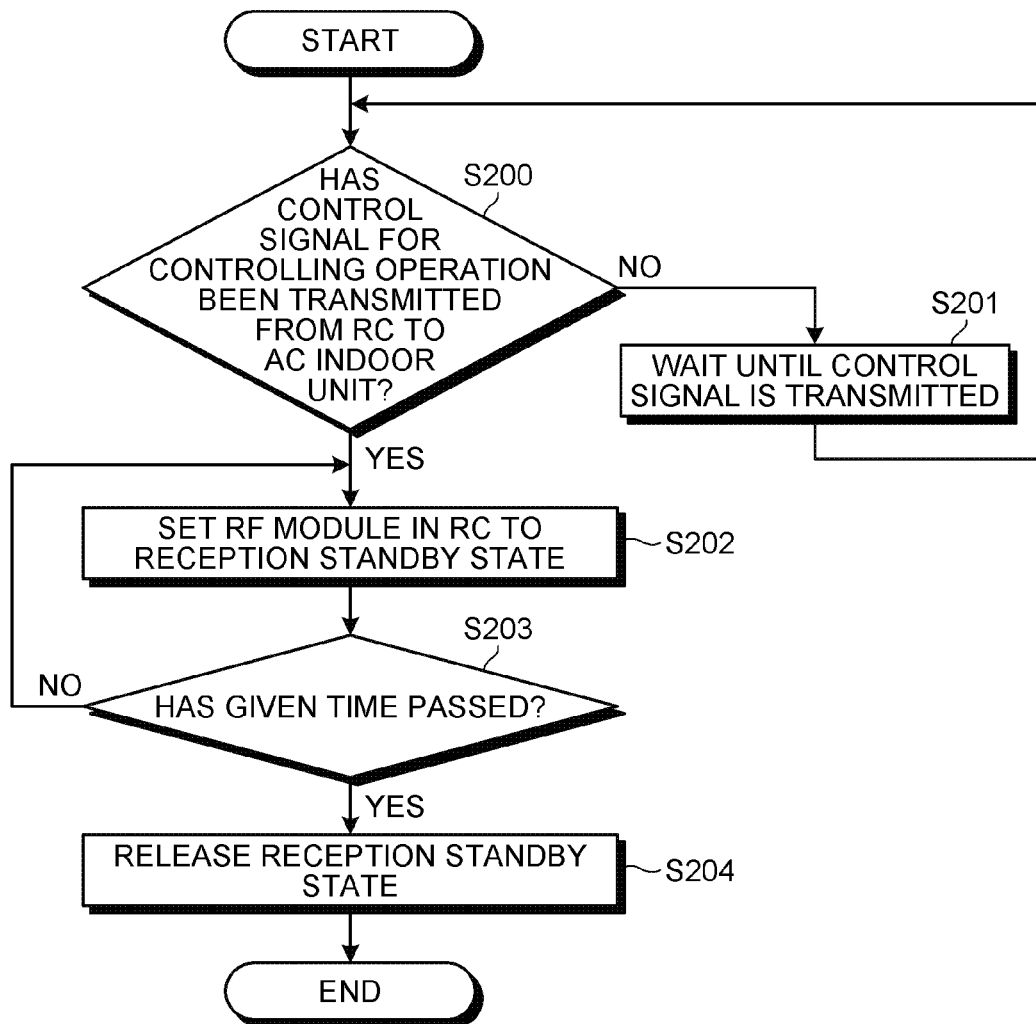 START
HAS
CONTROL
SIGNAL FOR
CONTROLLING OPERATION
BEEN TRANSMITTED
FROM RC TO
AC INDOOR
UNIT?
S200
NO
S201
WAIT UNTIL CONTROL
SIGNAL IS TRANSMITTED
YES
SET RF MODULE IN RC TO
RECEPTION STANDBY STATE
S202
S203
HAS GIVEN TIME PASSED?
NO
YES
RELEASE RECEPTION STANDBY
STATE
S204
END